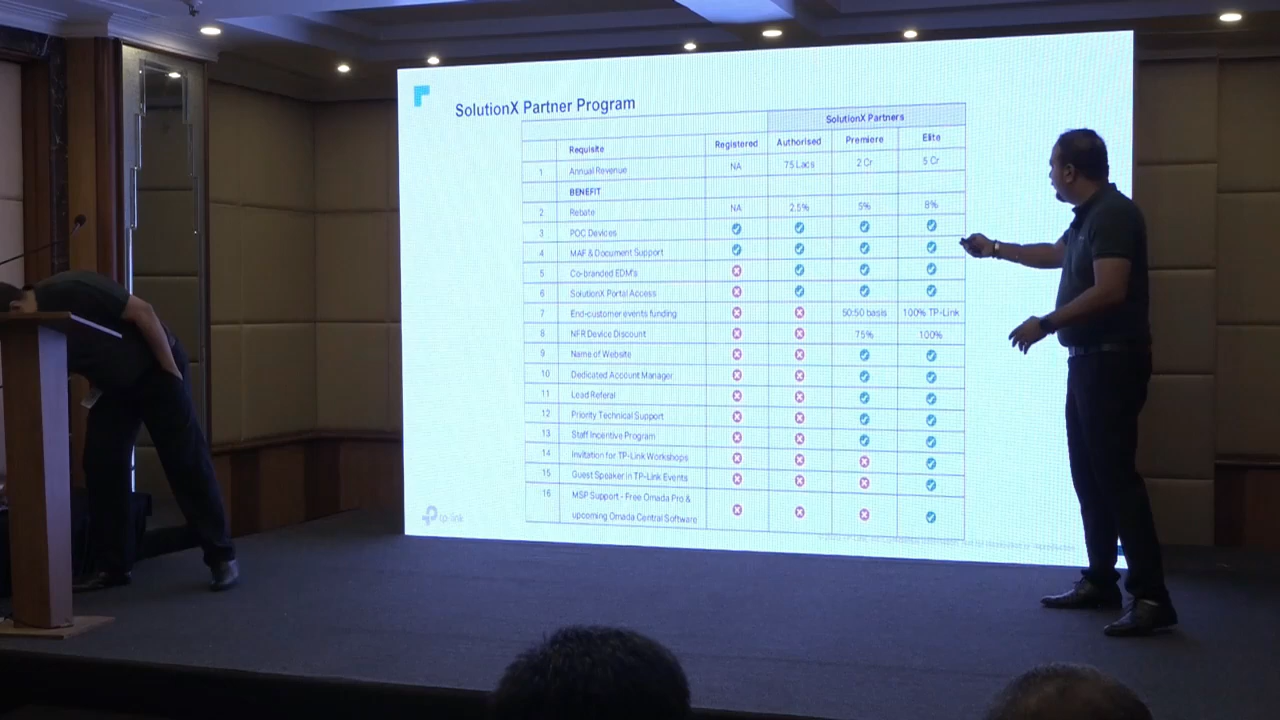 SolutionX Partner Program
SolutionX Partners
Requisite Registered Authorised Premiere Elite
1 Annual Revenue NA 75 Lacs 2 Cr 5 Cr
BENEFIT
2 Rebate NA 2.5% 5% 8%
3 POC Devices
4 MAF & Document Support
5 Co-branded EDM's
6 SolutionX Portal Access
7 End-customer events funding 50:50 basis 100% TP-Link
8 NFR Device Discount 75% 100%
9 Name of Website
10 Dedicated Account Manager
11 Lead Referal
12 Priority Technical Support
13 Staff Incentive Program
14 Invitation for TP-Link Workshops
15 Guest Speaker in TP-Link Events
16 MSP Support - Free Omada Pro &
upcoming Omada Central Software
tp-link